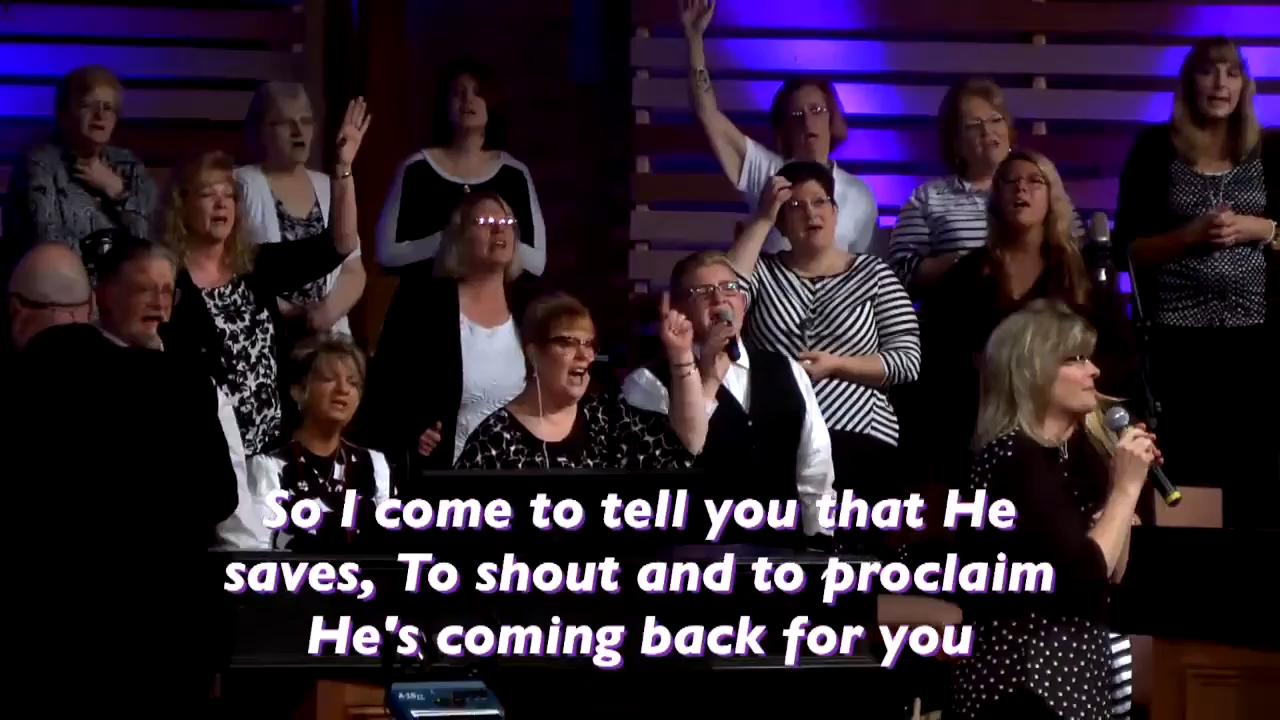 So I come to tell you that He
saves, To shout and to proclaim
He's coming back for you